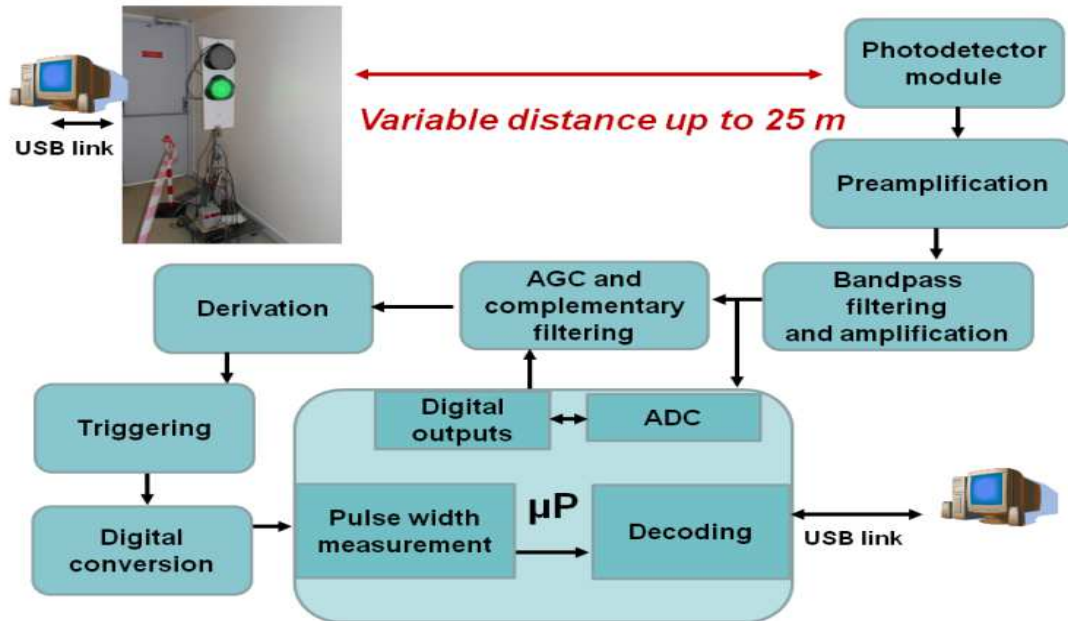 Photodetector
module
USB link
Variable distance up to 25 m
Preamplification
Derivation
AGC and
complementary
filtering
Bandpass
filtering
and amplification
Triggering
Digital
outputs
ADC
Digital
conversion
Pulse width
measurement
µP
Decoding
USB link